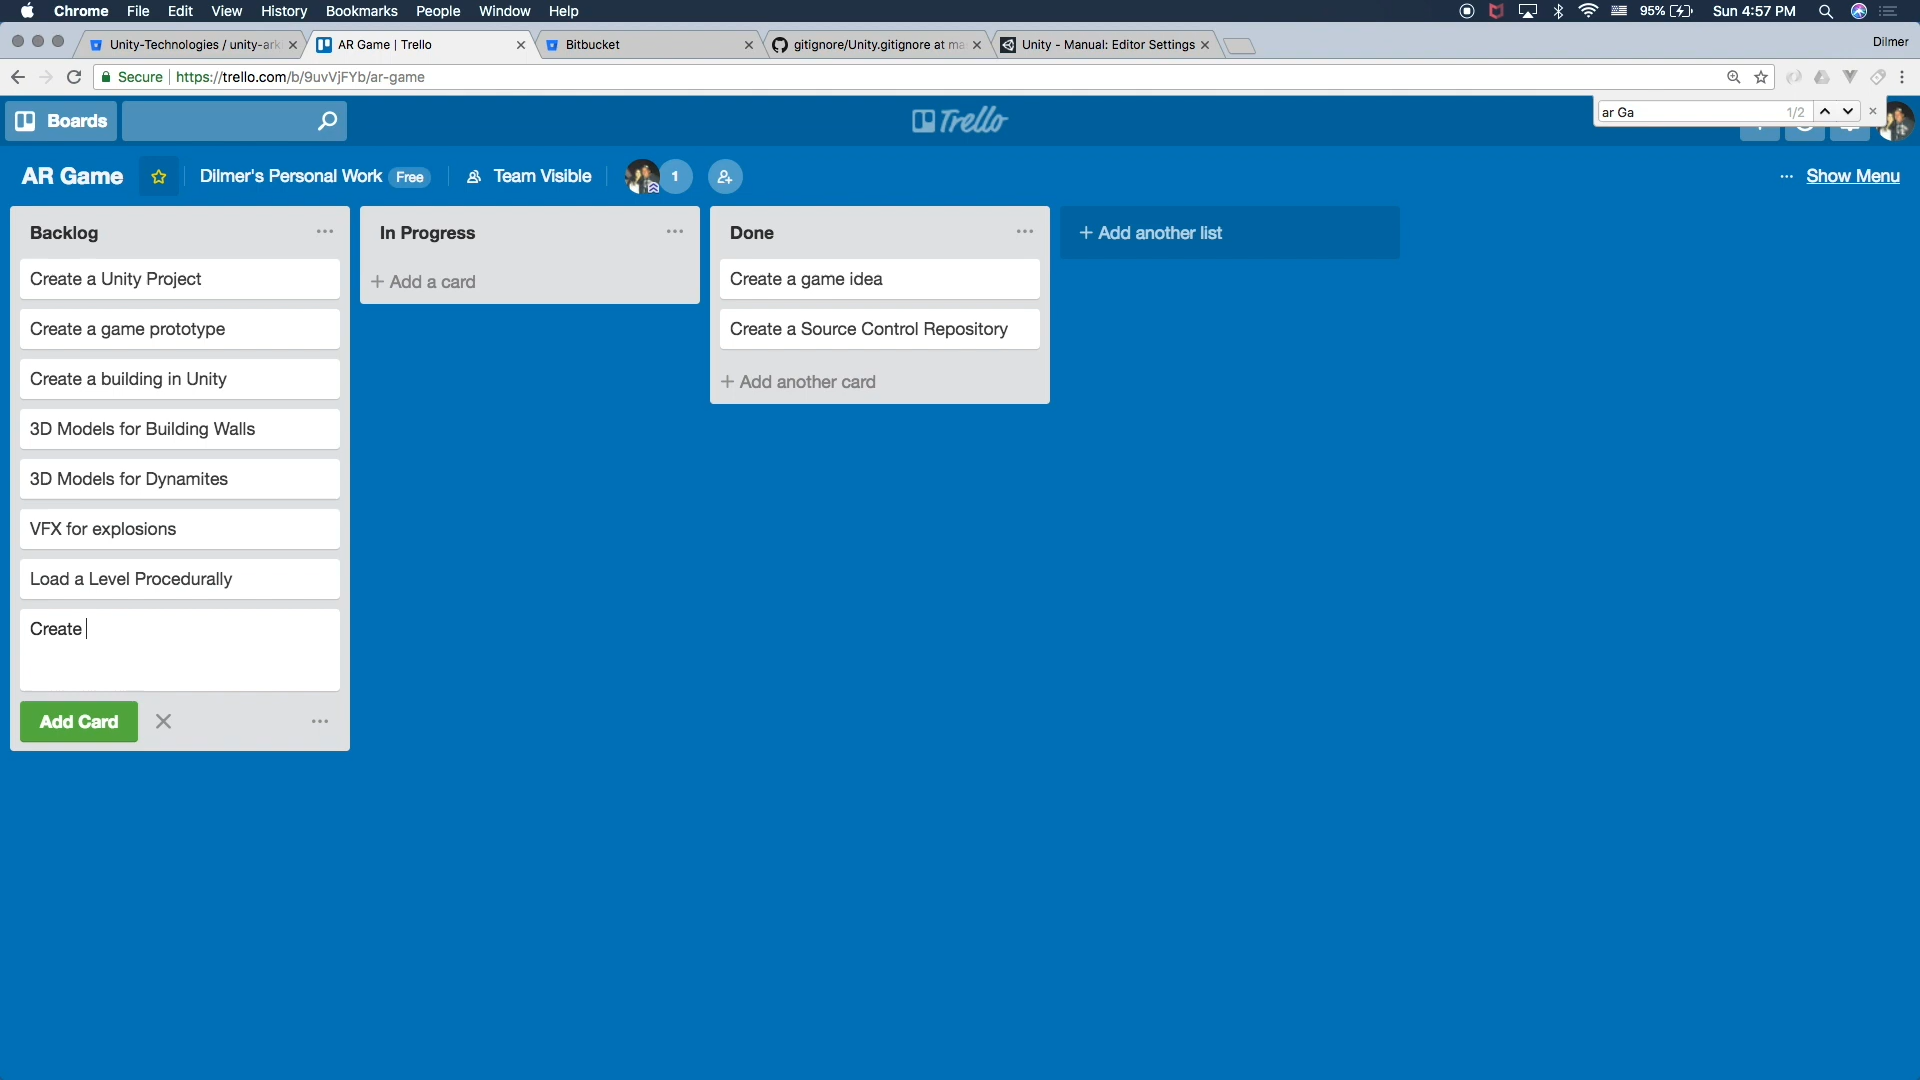 Chrome File Edit View History Bookmarks People Window Help 95% Sun 4:57 PM
Unity-Technologies / unity-ark AR Game | Trello Bitbucket gitignore/Unity.gitignore at ma Unity - Manual: Editor Settings Dilmer
Secure https://trello.com/b/9uvVjFYb/ar-game
ar Ga 1/2
Boards Trello
AR Game Dilmer's Personal Work Free Team Visible 1 ... Show Menu
Backlog
Create a Unity Project
Create a game prototype
Create a building in Unity
3D Models for Building Walls
3D Models for Dynamites
VFX for explosions
Load a Level Procedurally
Create
Add Card
In Progress
+ Add a card
Done
Create a game idea
Create a Source Control Repository
+ Add another card
+ Add another list